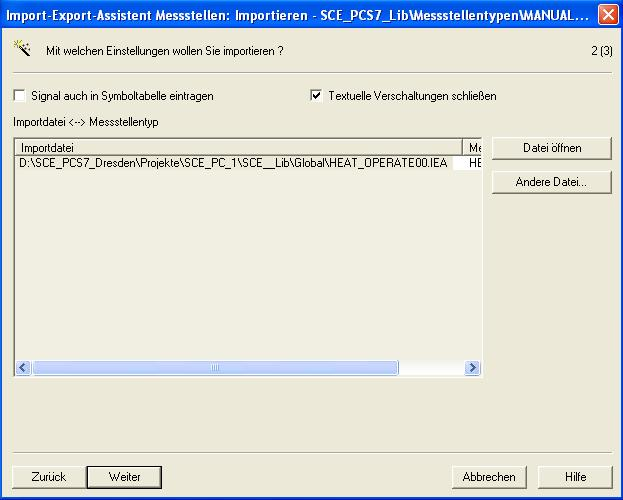 Import-Export-Assistent Messstellen: Importieren - SCE_PCS7_Lib\Messstellentypen\MANUAL...
Mit welchen Einstellungen wollen Sie importieren ?
2 (3)
Signal auch in Symboltabelle eintragen
Textuelle Verschaltungen schließen
Importdatei <-> Messstellentyp
Importdatei
Me
Datei öffnen
D:\SCE_PCS7_Dresden\Projekte\SCE_PC_1\SCE__Lib\Global\HEAT_OPERATE00.IEA
HE
Andere Datei...
Zurück
Weiter
Abbrechen
Hilfe